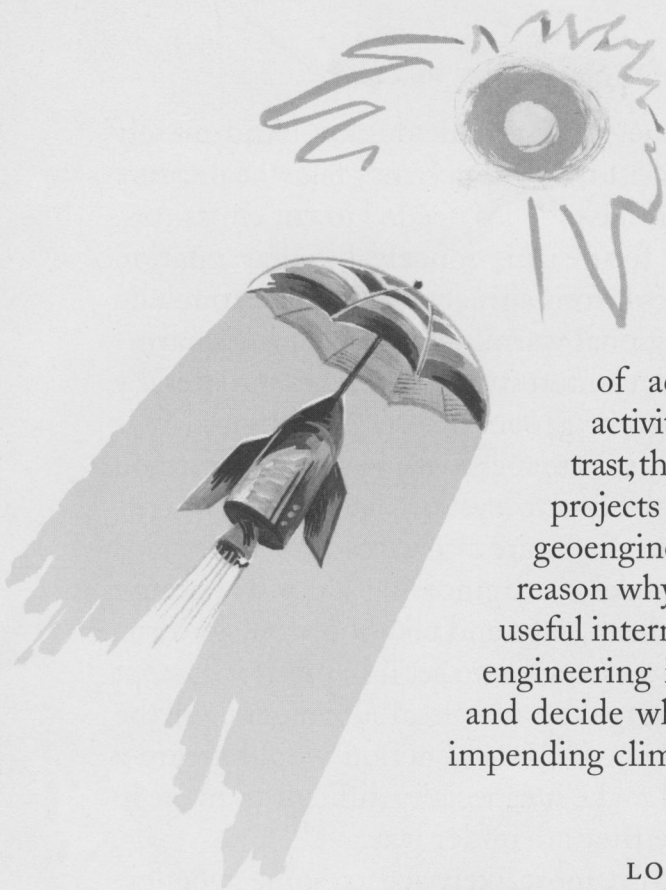 of ac
activit
trast, th
projects
geoengine
reason why
useful intern
engineering
and decide wh
impending clim
LO